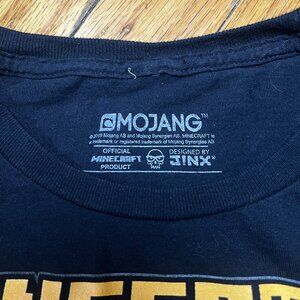 MOJANG™
©2019 Mojang AB and Mojang Synergies AB. MINECRAFT is
a trademark or registered trademark of Mojang Synergies AB.
OFFICIAL
MINECRAFT
PRODUCT
DESIGNED BY
J!NX®